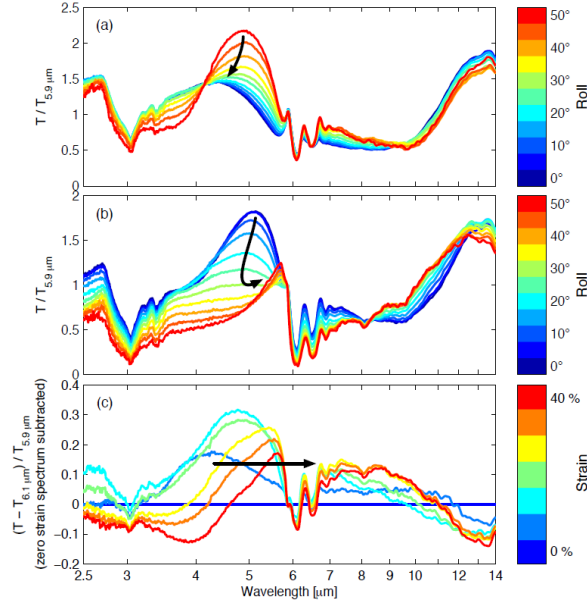 (a)
T / T5.9 μm
2.5
2
1.5
1
0.5
0
50°
40°
30°
20°
10°
0°
Roll
(b)
T / T5.9 μm
2
1.5
1
0.5
0
50°
40°
30°
20°
10°
0°
Roll
(c)
(T − T6.1 μm) / T5.9 μm
(zero strain spectrum subtracted)
0.4
0.3
0.2
0.1
0
−0.1
−0.2
2.5 3 4 5 6 7 8 9 10 12 14
Wavelength [μm]
40 %
0 %
Strain